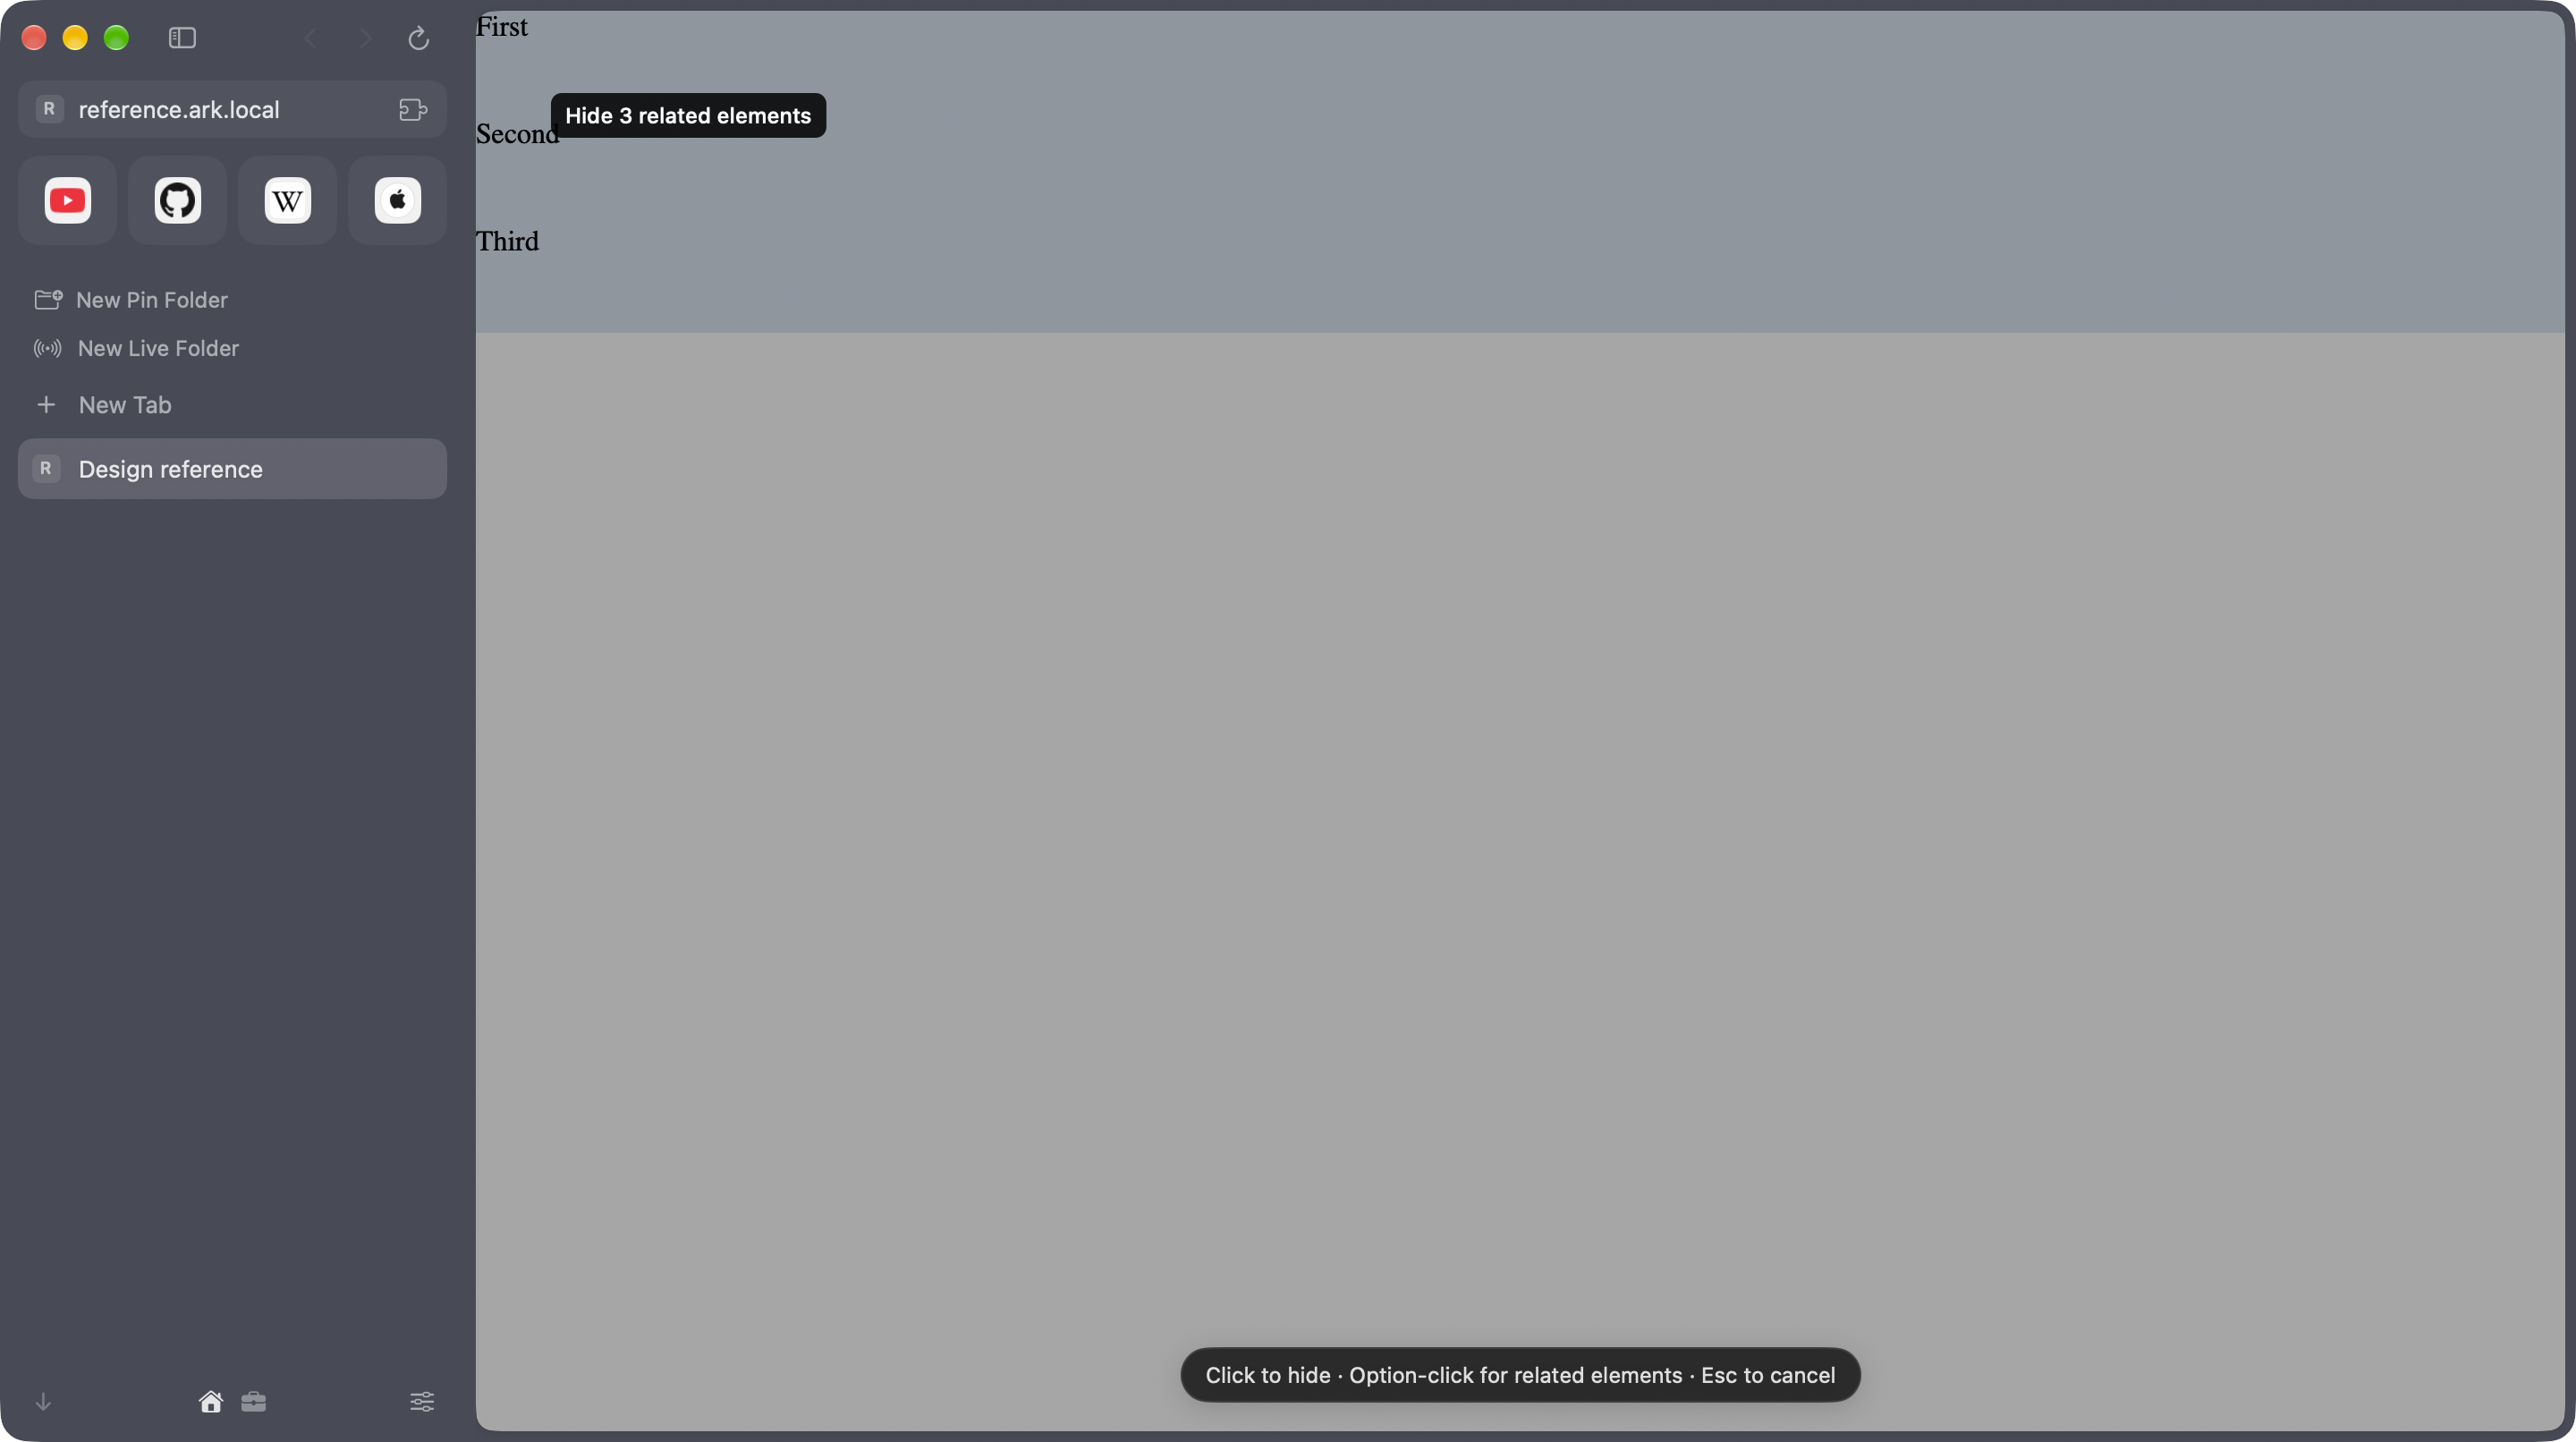 R reference.ark.local
W
New Pin Folder
New Live Folder
New Tab
R Design reference
First
Hide 3 related elements
Second
Third
Click to hide · Option-click for related elements · Esc to cancel